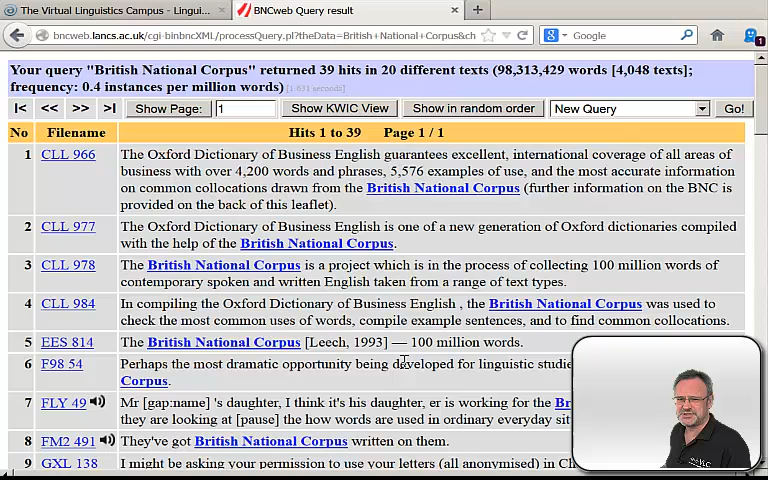 The Virtual Linguistics Campus - Lingui...
BNCweb Query result
bncweb.lancs.ac.uk/cgi-binbncXML/processQuery.pl?theData=British+National+Corpus&ch
Google
Your query "British National Corpus" returned 39 hits in 20 different texts (98,313,429 words [4,048 texts];
frequency: 0.4 instances per million words) [1.631 seconds]
|< << >> >| Show Page: 1 Show KWIC View Show in random order New Query Go!
No Filename Hits 1 to 39 Page 1 / 1
1 CLL 966 The Oxford Dictionary of Business English guarantees excellent, international coverage of all areas of
business with over 4,200 words and phrases, 5,576 examples of use, and the most accurate information
on common collocations drawn from the British National Corpus (further information on the BNC is
provided on the back of this leaflet).
2 CLL 977 The Oxford Dictionary of Business English is one of a new generation of Oxford dictionaries compiled
with the help of the British National Corpus.
3 CLL 978 The British National Corpus is a project which is in the process of collecting 100 million words of
contemporary spoken and written English taken from a range of text types.
4 CLL 984 In compiling the Oxford Dictionary of Business English , the British National Corpus was used to
check the most common uses of words, compile example sentences, and to find common collocations.
5 EES 814 The British National Corpus [Leech, 1993] — 100 million words.
6 F98 54 Perhaps the most dramatic opportunity being developed for linguistic studie
Corpus.
7 FLY 49 Mr [gap:name] 's daughter, I think it's his daughter, er is working for the Br
they are looking at [pause] the how words are used in ordinary everyday sit
8 FM2 491 They've got British National Corpus written on them.
9 GXL 138 I might be asking your permission to use your letters (all anonymised) in